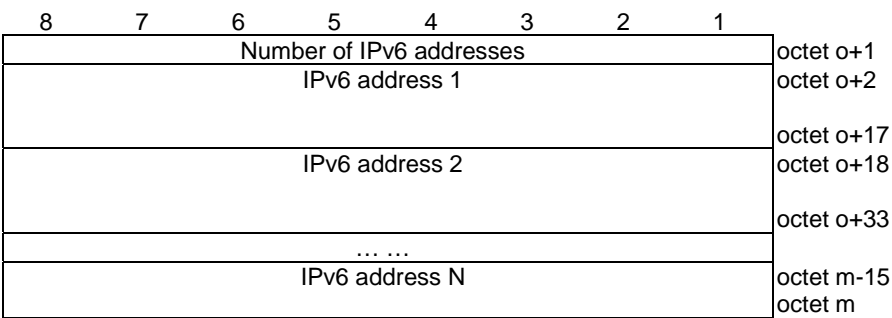 8 7 6 5 4 3 2 1
Number of IPv6 addresses octet o+1
IPv6 address 1 octet o+2
octet o+17
IPv6 address 2 octet o+18
octet o+33
… …
IPv6 address N octet m-15
octet m